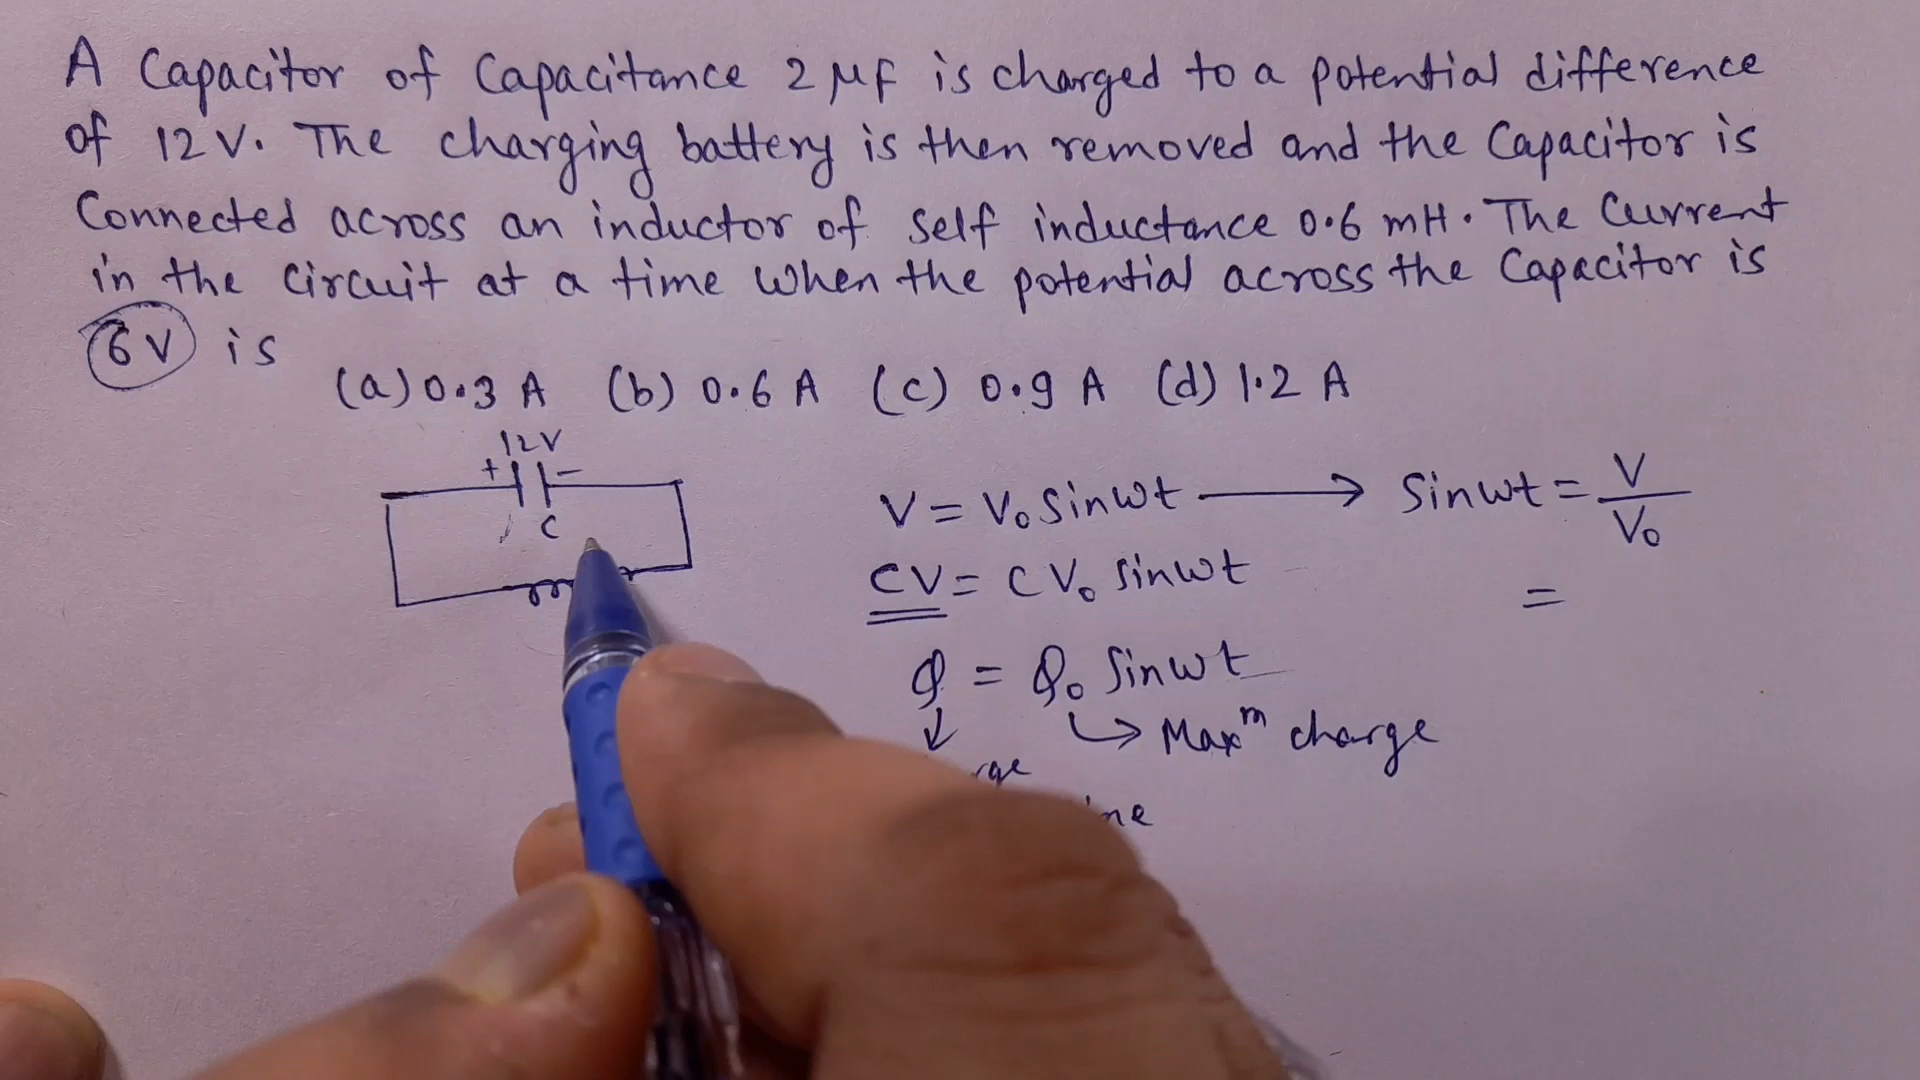 A Capacitor of Capacitance 2 μF is charged to a potential difference
of 12 V. The charging battery is then removed and the Capacitor is
Connected across an inductor of self inductance 0.6 mH. The Current
in the Circuit at a time when the potential across the Capacitor is
6V is
(a) 0.3 A (b) 0.6 A (c) 0.9 A (d) 1.2 A
12V
+ −
C
V = V₀ Sinωt → Sinωt = V/V₀
CV = CV₀ Sinωt =
Q = Q₀ Sinωt
↓ ↳ Maxᵐ charge